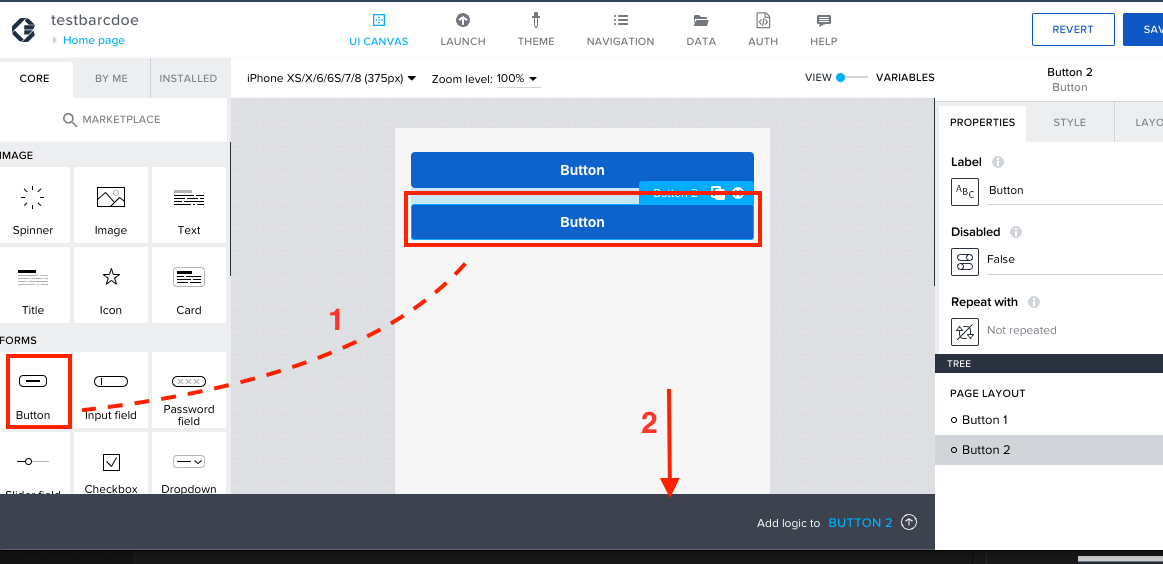 testbarcdoe
Home page
UI CANVAS
LAUNCH
THEME
NAVIGATION
DATA
AUTH
HELP
REVERT
SAV
CORE
BY ME
INSTALLED
iPhone XS/X/6/6S/7/8 (375px)
Zoom level: 100%
VIEW
VARIABLES
Button 2
Button
MARKETPLACE
PROPERTIES
STYLE
LAYO
IMAGE
Spinner
Image
Text
Title
Icon
Card
FORMS
Button
Input field
Password
field
Slider field
Checkbox
Dropdown
Button
Button 2
Button
1
2
Label
ABC
Button
Disabled
False
Repeat with
Not repeated
TREE
PAGE LAYOUT
Button 1
Button 2
Add logic to BUTTON 2